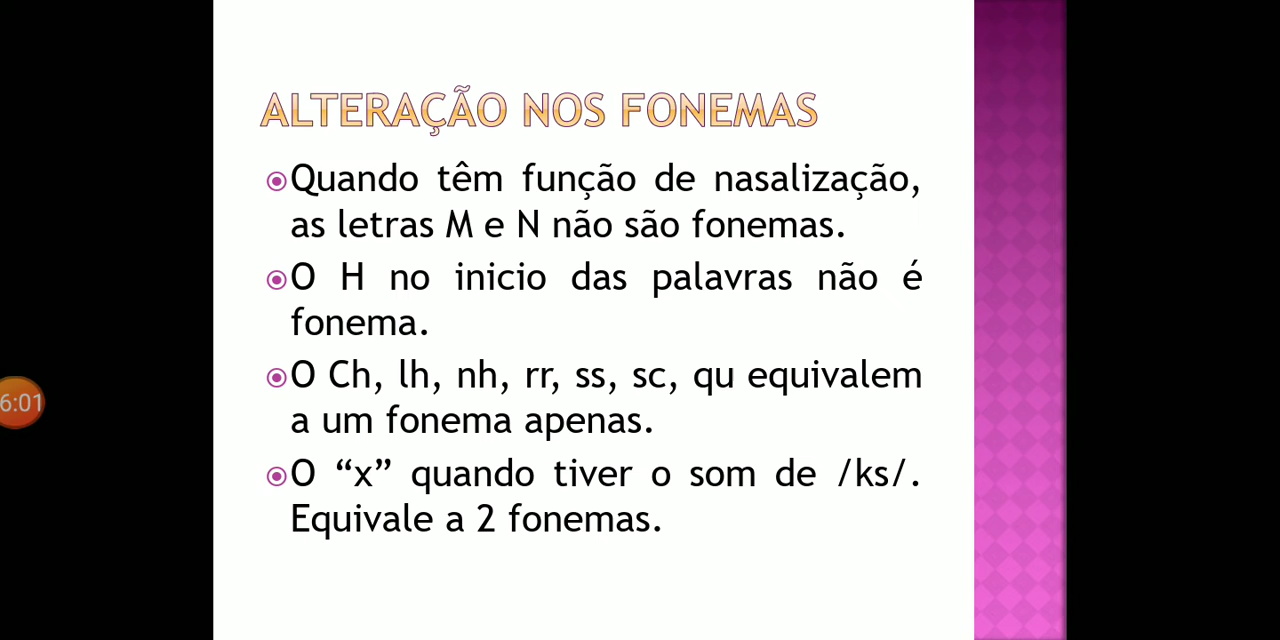 ALTERAÇÃO NOS FONEMAS
Quando têm função de nasalização,
as letras M e N não são fonemas.
O H no inicio das palavras não é
fonema.
O Ch, lh, nh, rr, ss, sc, qu equivalem
a um fonema apenas.
O “x” quando tiver o som de /ks/.
Equivale a 2 fonemas.
6:01